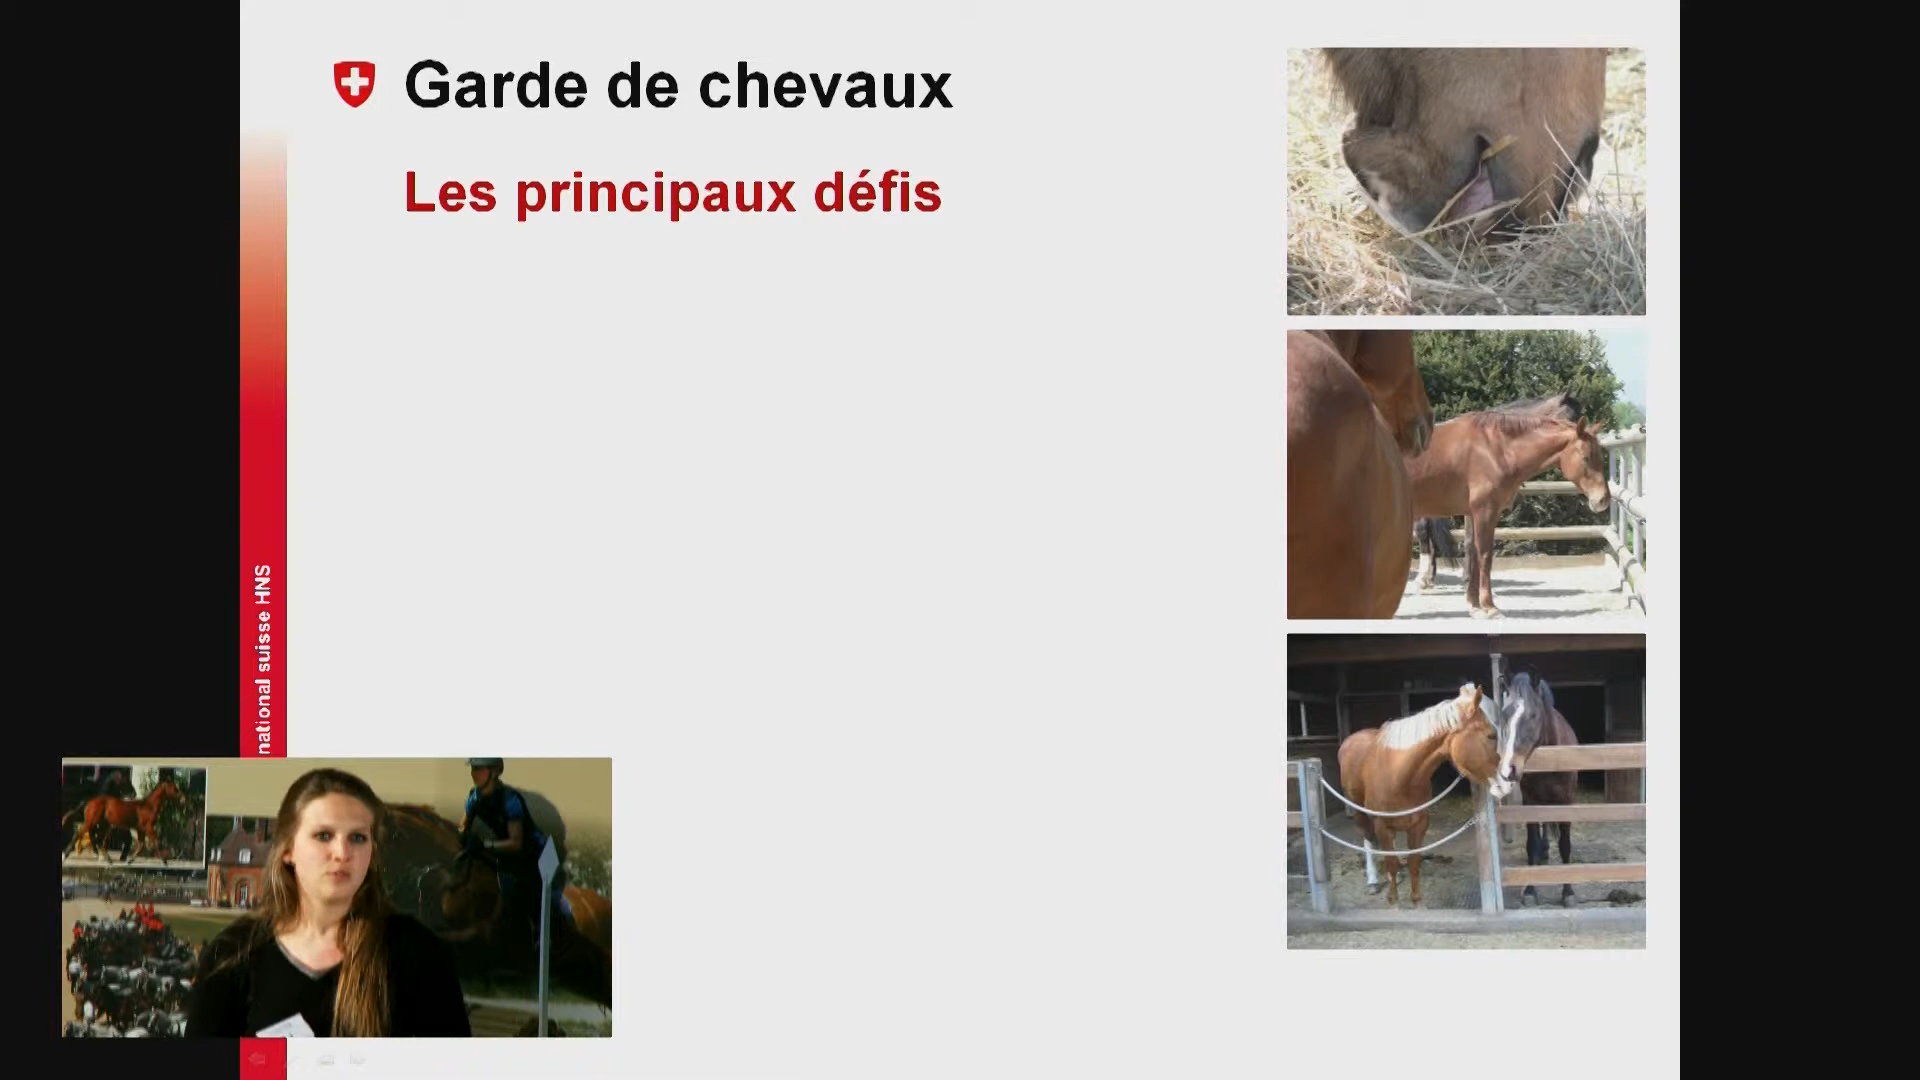 Garde de chevaux
Les principaux défis
national suisse HNS